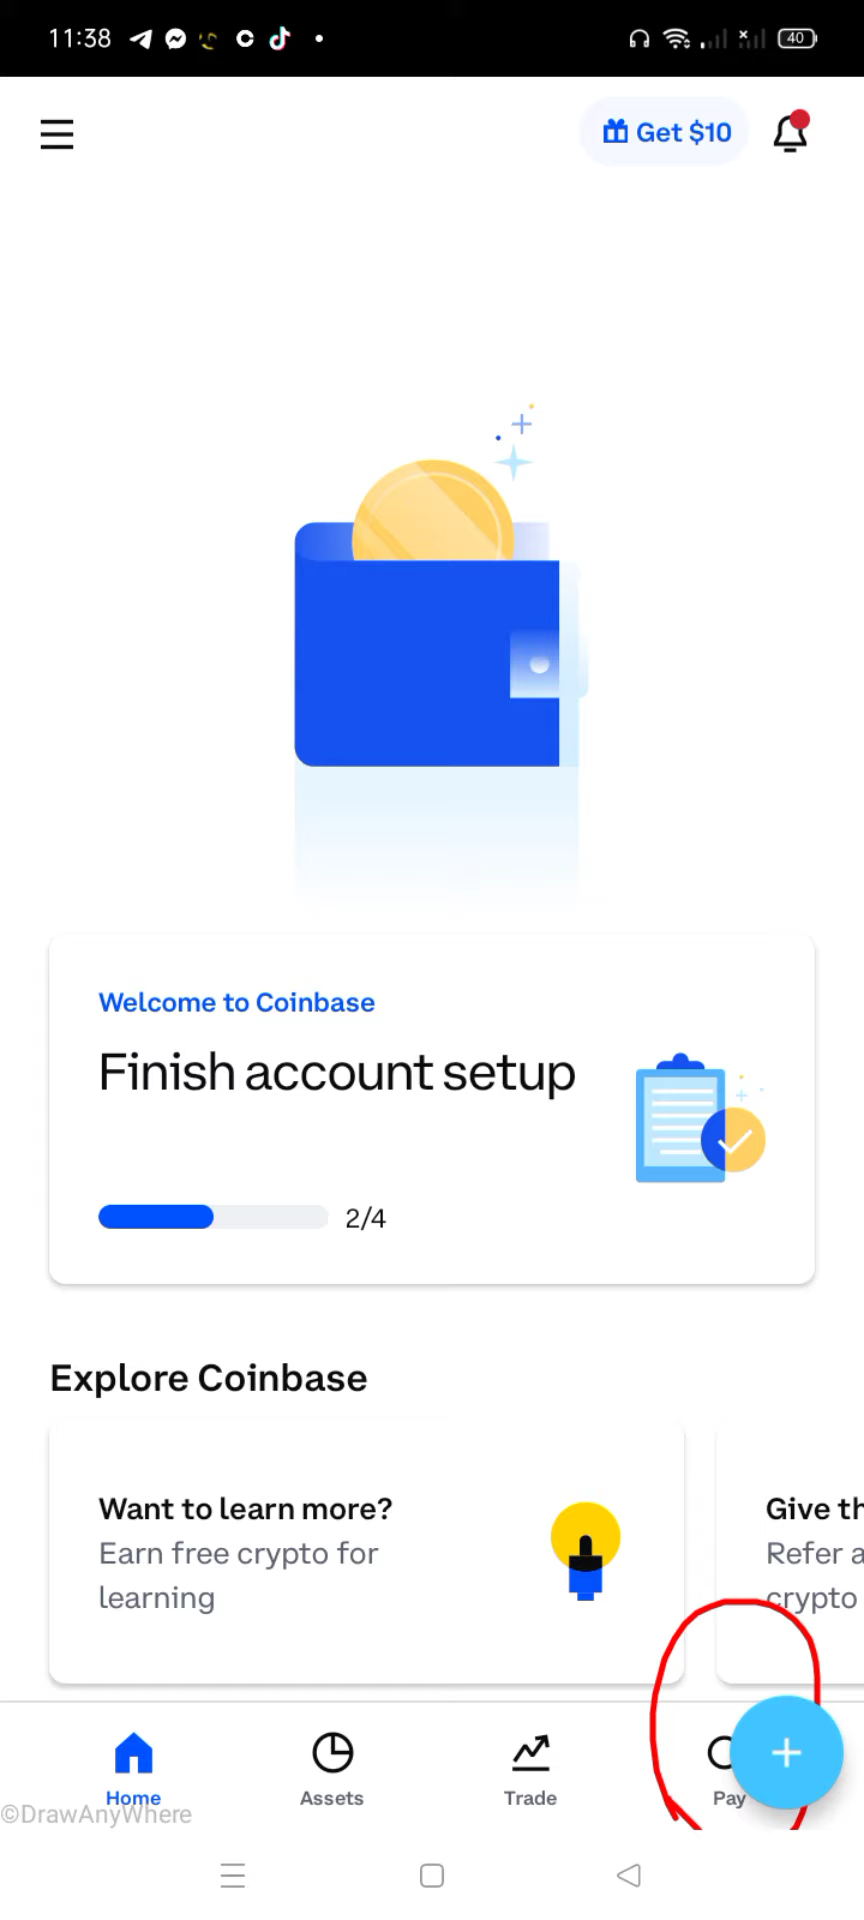 11:38
40
Get $10
Welcome to Coinbase
Finish account setup
2/4
Explore Coinbase
Want to learn more?
Earn free crypto for
learning
Give
Refer
crypto
Home
Assets
Trade
Pay
©DrawAnyWhere